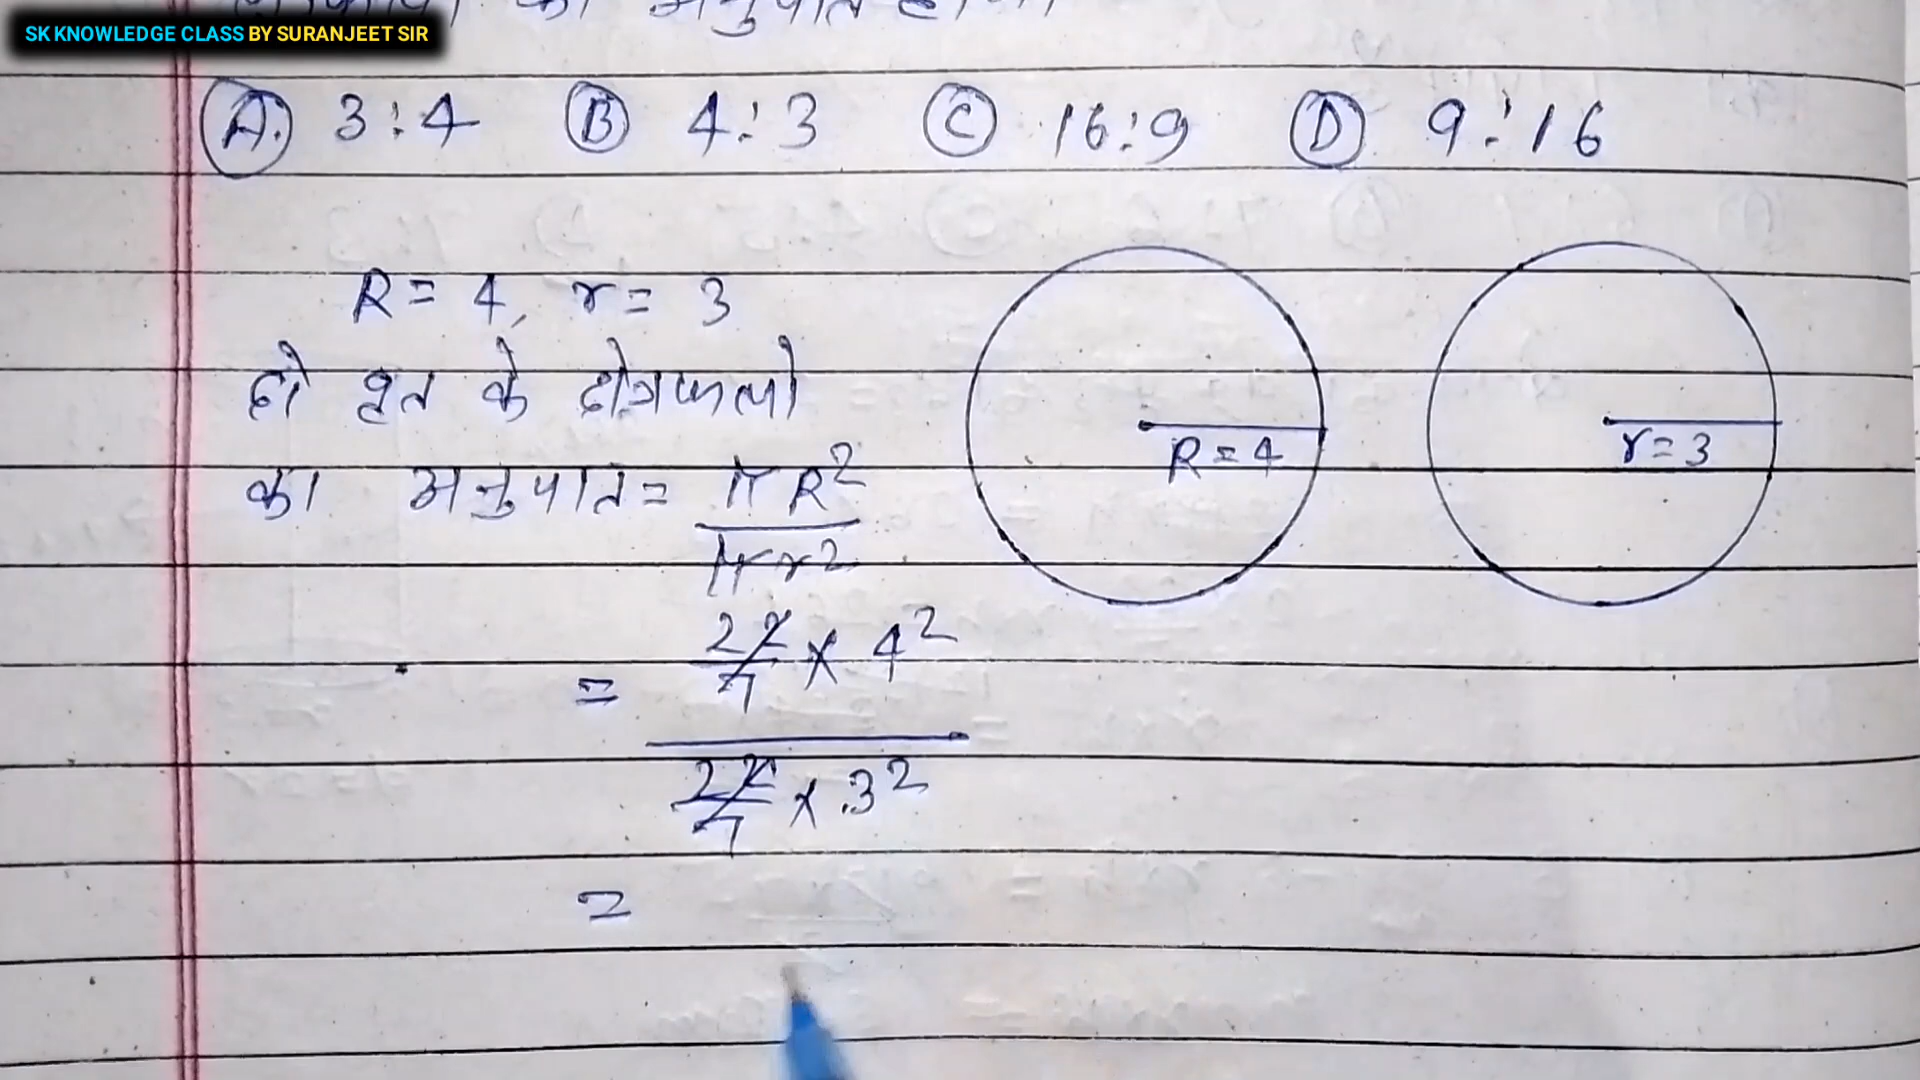 SK KNOWLEDGE CLASS BY SURANJEET SIR
का अनुपात होगा
(A) 3:4 (B) 4:3 (C) 16:9 (D) 9:16
R = 4, r = 3
R = 4
r = 3
दो वृत के क्षेत्रफलो
का अनुपात = πR²
πr²
= 22/7 × 4²
22/7 × 3²
=